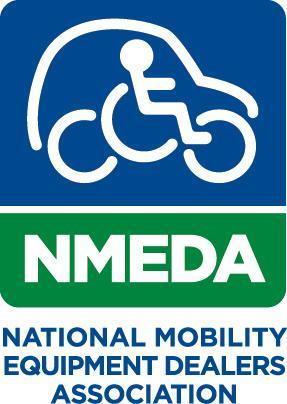 NMEDA
NATIONAL MOBILITY
EQUIPMENT DEALERS
ASSOCIATION